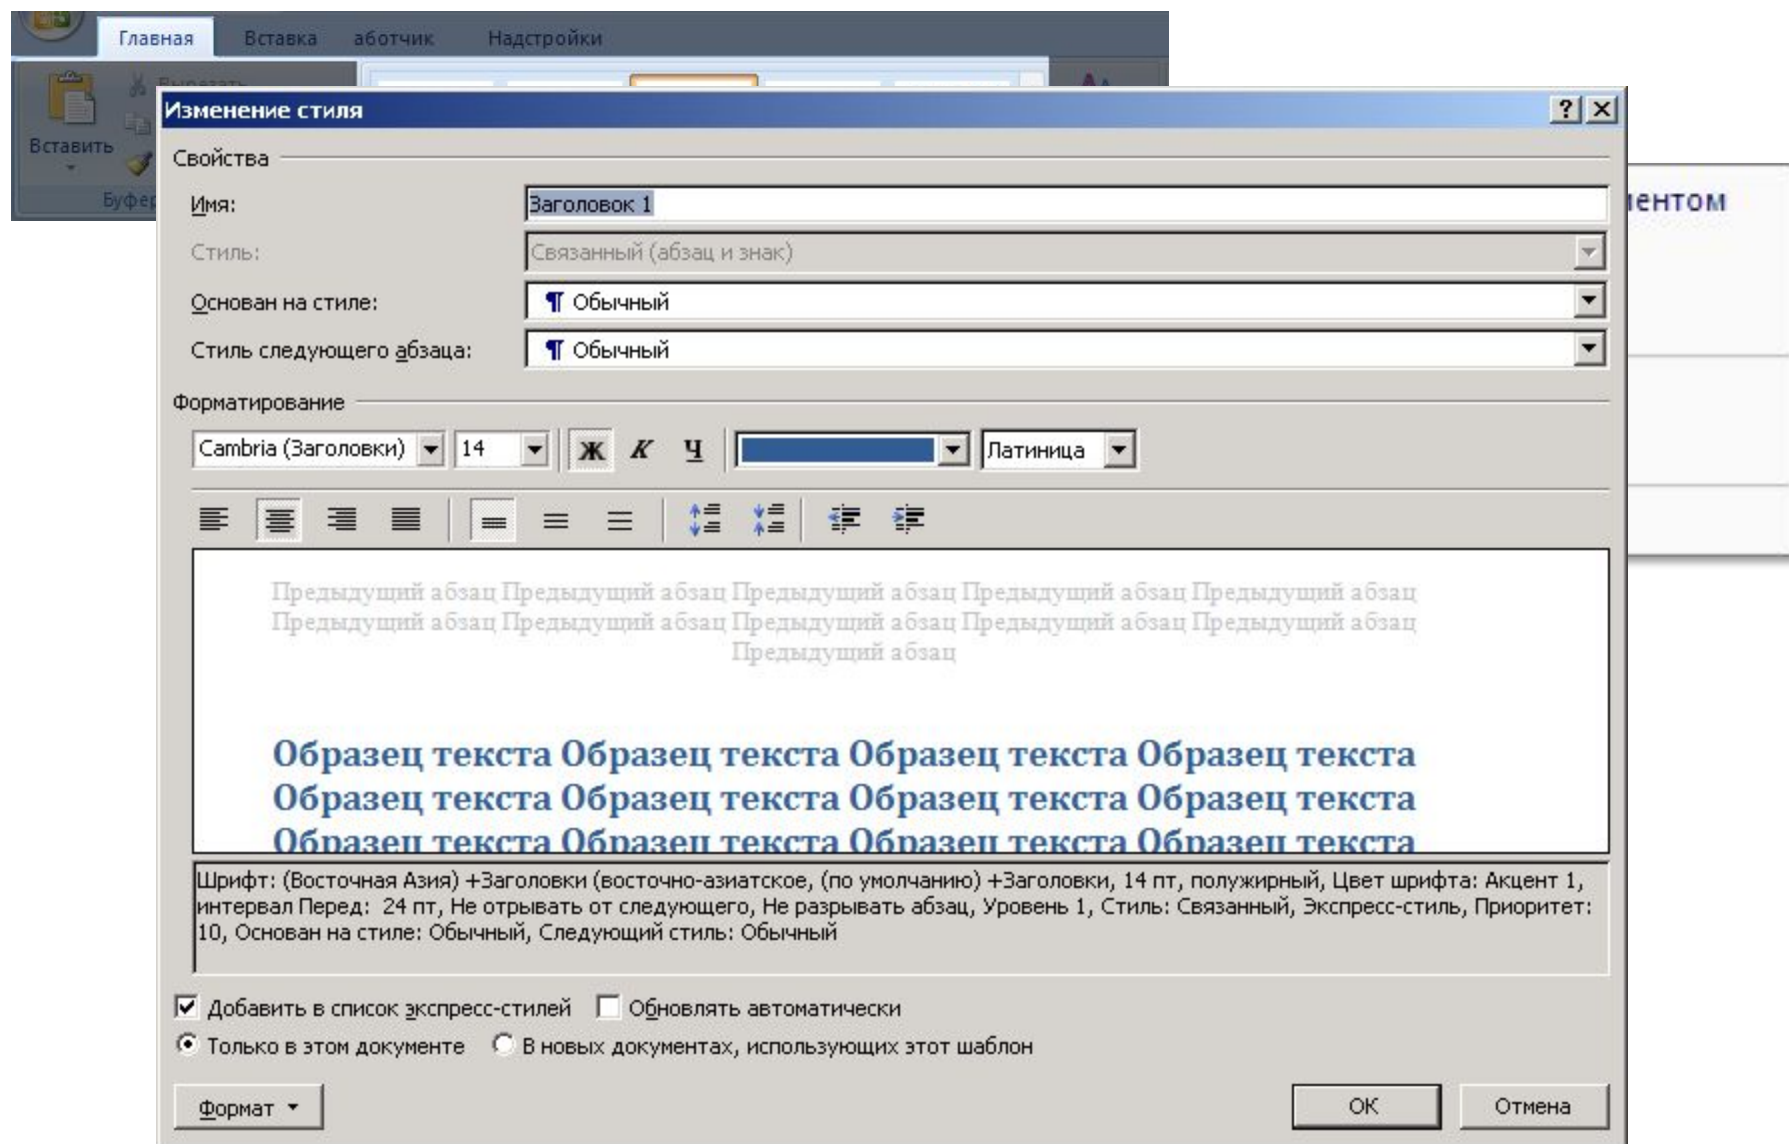 Главная Вставка аботчик Надстройки
Вырезать
Вставить
Буфер
Изменение стиля
Свойства
Имя: Заголовок 1
Стиль: Связанный (абзац и знак)
Основан на стиле: ¶ Обычный
Стиль следующего абзаца: ¶ Обычный
Форматирование
Cambria (Заголовки) 14 Ж К Ч Латиница
Предыдущий абзац Предыдущий абзац Предыдущий абзац Предыдущий абзац Предыдущий абзац
Предыдущий абзац Предыдущий абзац Предыдущий абзац Предыдущий абзац Предыдущий абзац
Предыдущий абзац
Образец текста Образец текста Образец текста Образец текста
Образец текста Образец текста Образец текста Образец текста
Образец текста Образец текста Образец текста Образец текста
Шрифт: (Восточная Азия) +Заголовки (восточно-азиатское, (по умолчанию) +Заголовки, 14 пт, полужирный, Цвет шрифта: Акцент 1,
интервал Перед: 24 пт, Не отрывать от следующего, Не разрывать абзац, Уровень 1, Стиль: Связанный, Экспресс-стиль, Приоритет:
10, Основан на стиле: Обычный, Следующий стиль: Обычный
Добавить в список экспресс-стилей Обновлять автоматически
Только в этом документе В новых документах, использующих этот шаблон
Формат OK Отмена